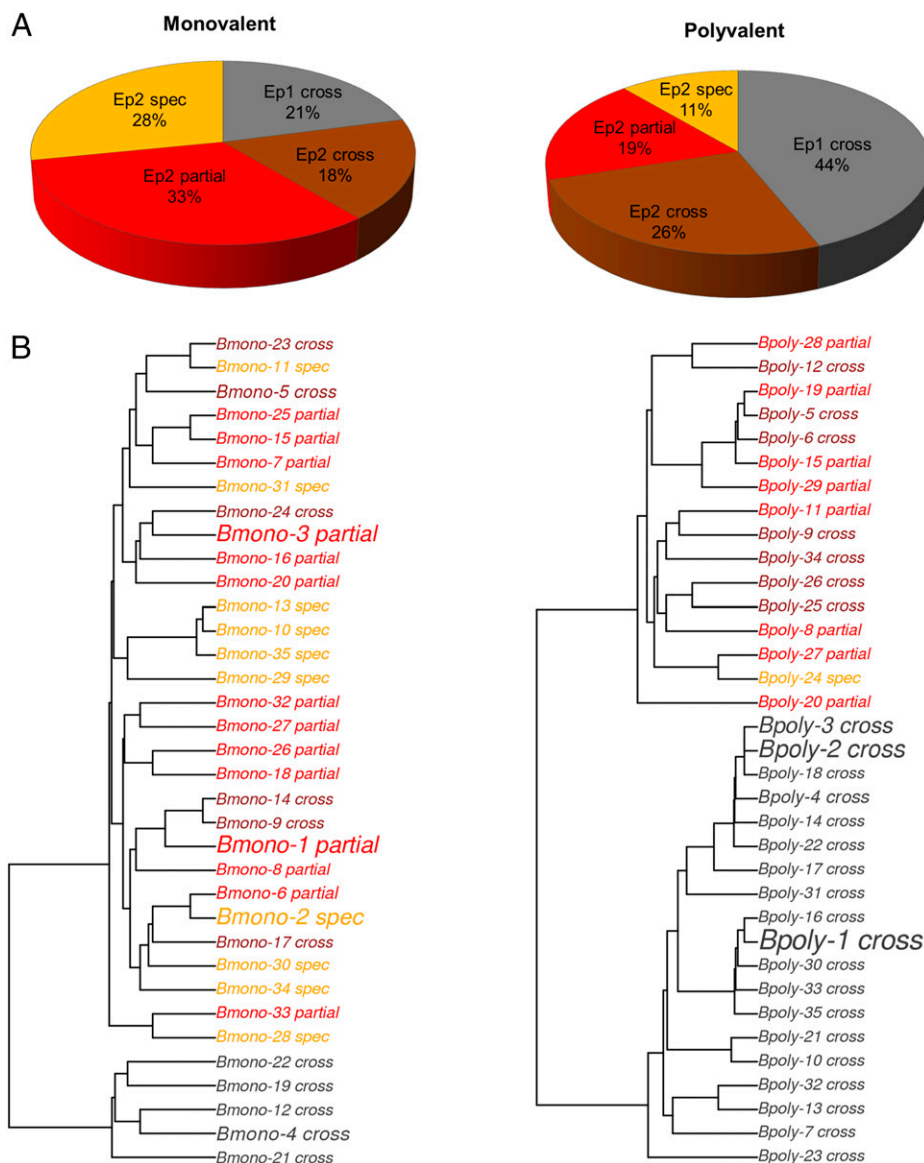 A
Monovalent
Polyvalent
Ep2 spec
28%
Ep1 cross
21%
Ep2 cross
18%
Ep2 partial
33%
Ep2 spec
11%
Ep2 partial
19%
Ep1 cross
44%
Ep2 cross
26%
B
Bmono-23 cross
Bmono-11 spec
Bmono-5 cross
Bmono-25 partial
Bmono-15 partial
Bmono-7 partial
Bmono-31 spec
Bmono-24 cross
Bmono-3 partial
Bmono-16 partial
Bmono-20 partial
Bmono-13 spec
Bmono-10 spec
Bmono-35 spec
Bmono-29 spec
Bmono-32 partial
Bmono-27 partial
Bmono-26 partial
Bmono-18 partial
Bmono-14 cross
Bmono-9 cross
Bmono-1 partial
Bmono-8 partial
Bmono-6 partial
Bmono-2 spec
Bmono-17 cross
Bmono-30 spec
Bmono-34 spec
Bmono-33 partial
Bmono-28 spec
Bmono-22 cross
Bmono-19 cross
Bmono-12 cross
Bmono-4 cross
Bmono-21 cross
Bpoly-28 partial
Bpoly-12 cross
Bpoly-19 partial
Bpoly-5 cross
Bpoly-6 cross
Bpoly-15 partial
Bpoly-29 partial
Bpoly-11 partial
Bpoly-9 cross
Bpoly-34 cross
Bpoly-26 cross
Bpoly-25 cross
Bpoly-8 partial
Bpoly-27 partial
Bpoly-24 spec
Bpoly-20 partial
Bpoly-3 cross
Bpoly-2 cross
Bpoly-18 cross
Bpoly-4 cross
Bpoly-14 cross
Bpoly-22 cross
Bpoly-17 cross
Bpoly-31 cross
Bpoly-16 cross
Bpoly-1 cross
Bpoly-30 cross
Bpoly-33 cross
Bpoly-35 cross
Bpoly-21 cross
Bpoly-10 cross
Bpoly-32 cross
Bpoly-13 cross
Bpoly-7 cross
Bpoly-23 cross